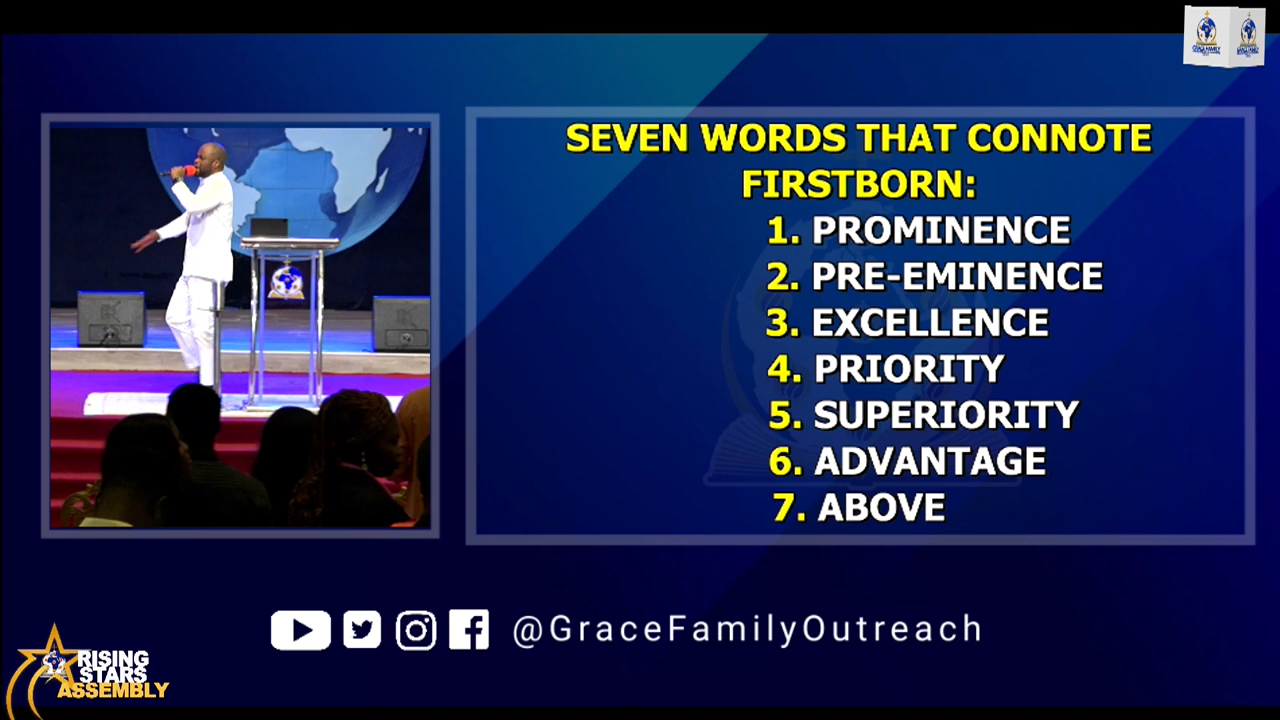 SEVEN WORDS THAT CONNOTE
FIRSTBORN:
1. PROMINENCE
2. PRE-EMINENCE
3. EXCELLENCE
4. PRIORITY
5. SUPERIORITY
6. ADVANTAGE
7. ABOVE
@GraceFamilyOutreach
RISING
STARS
ASSEMBLY